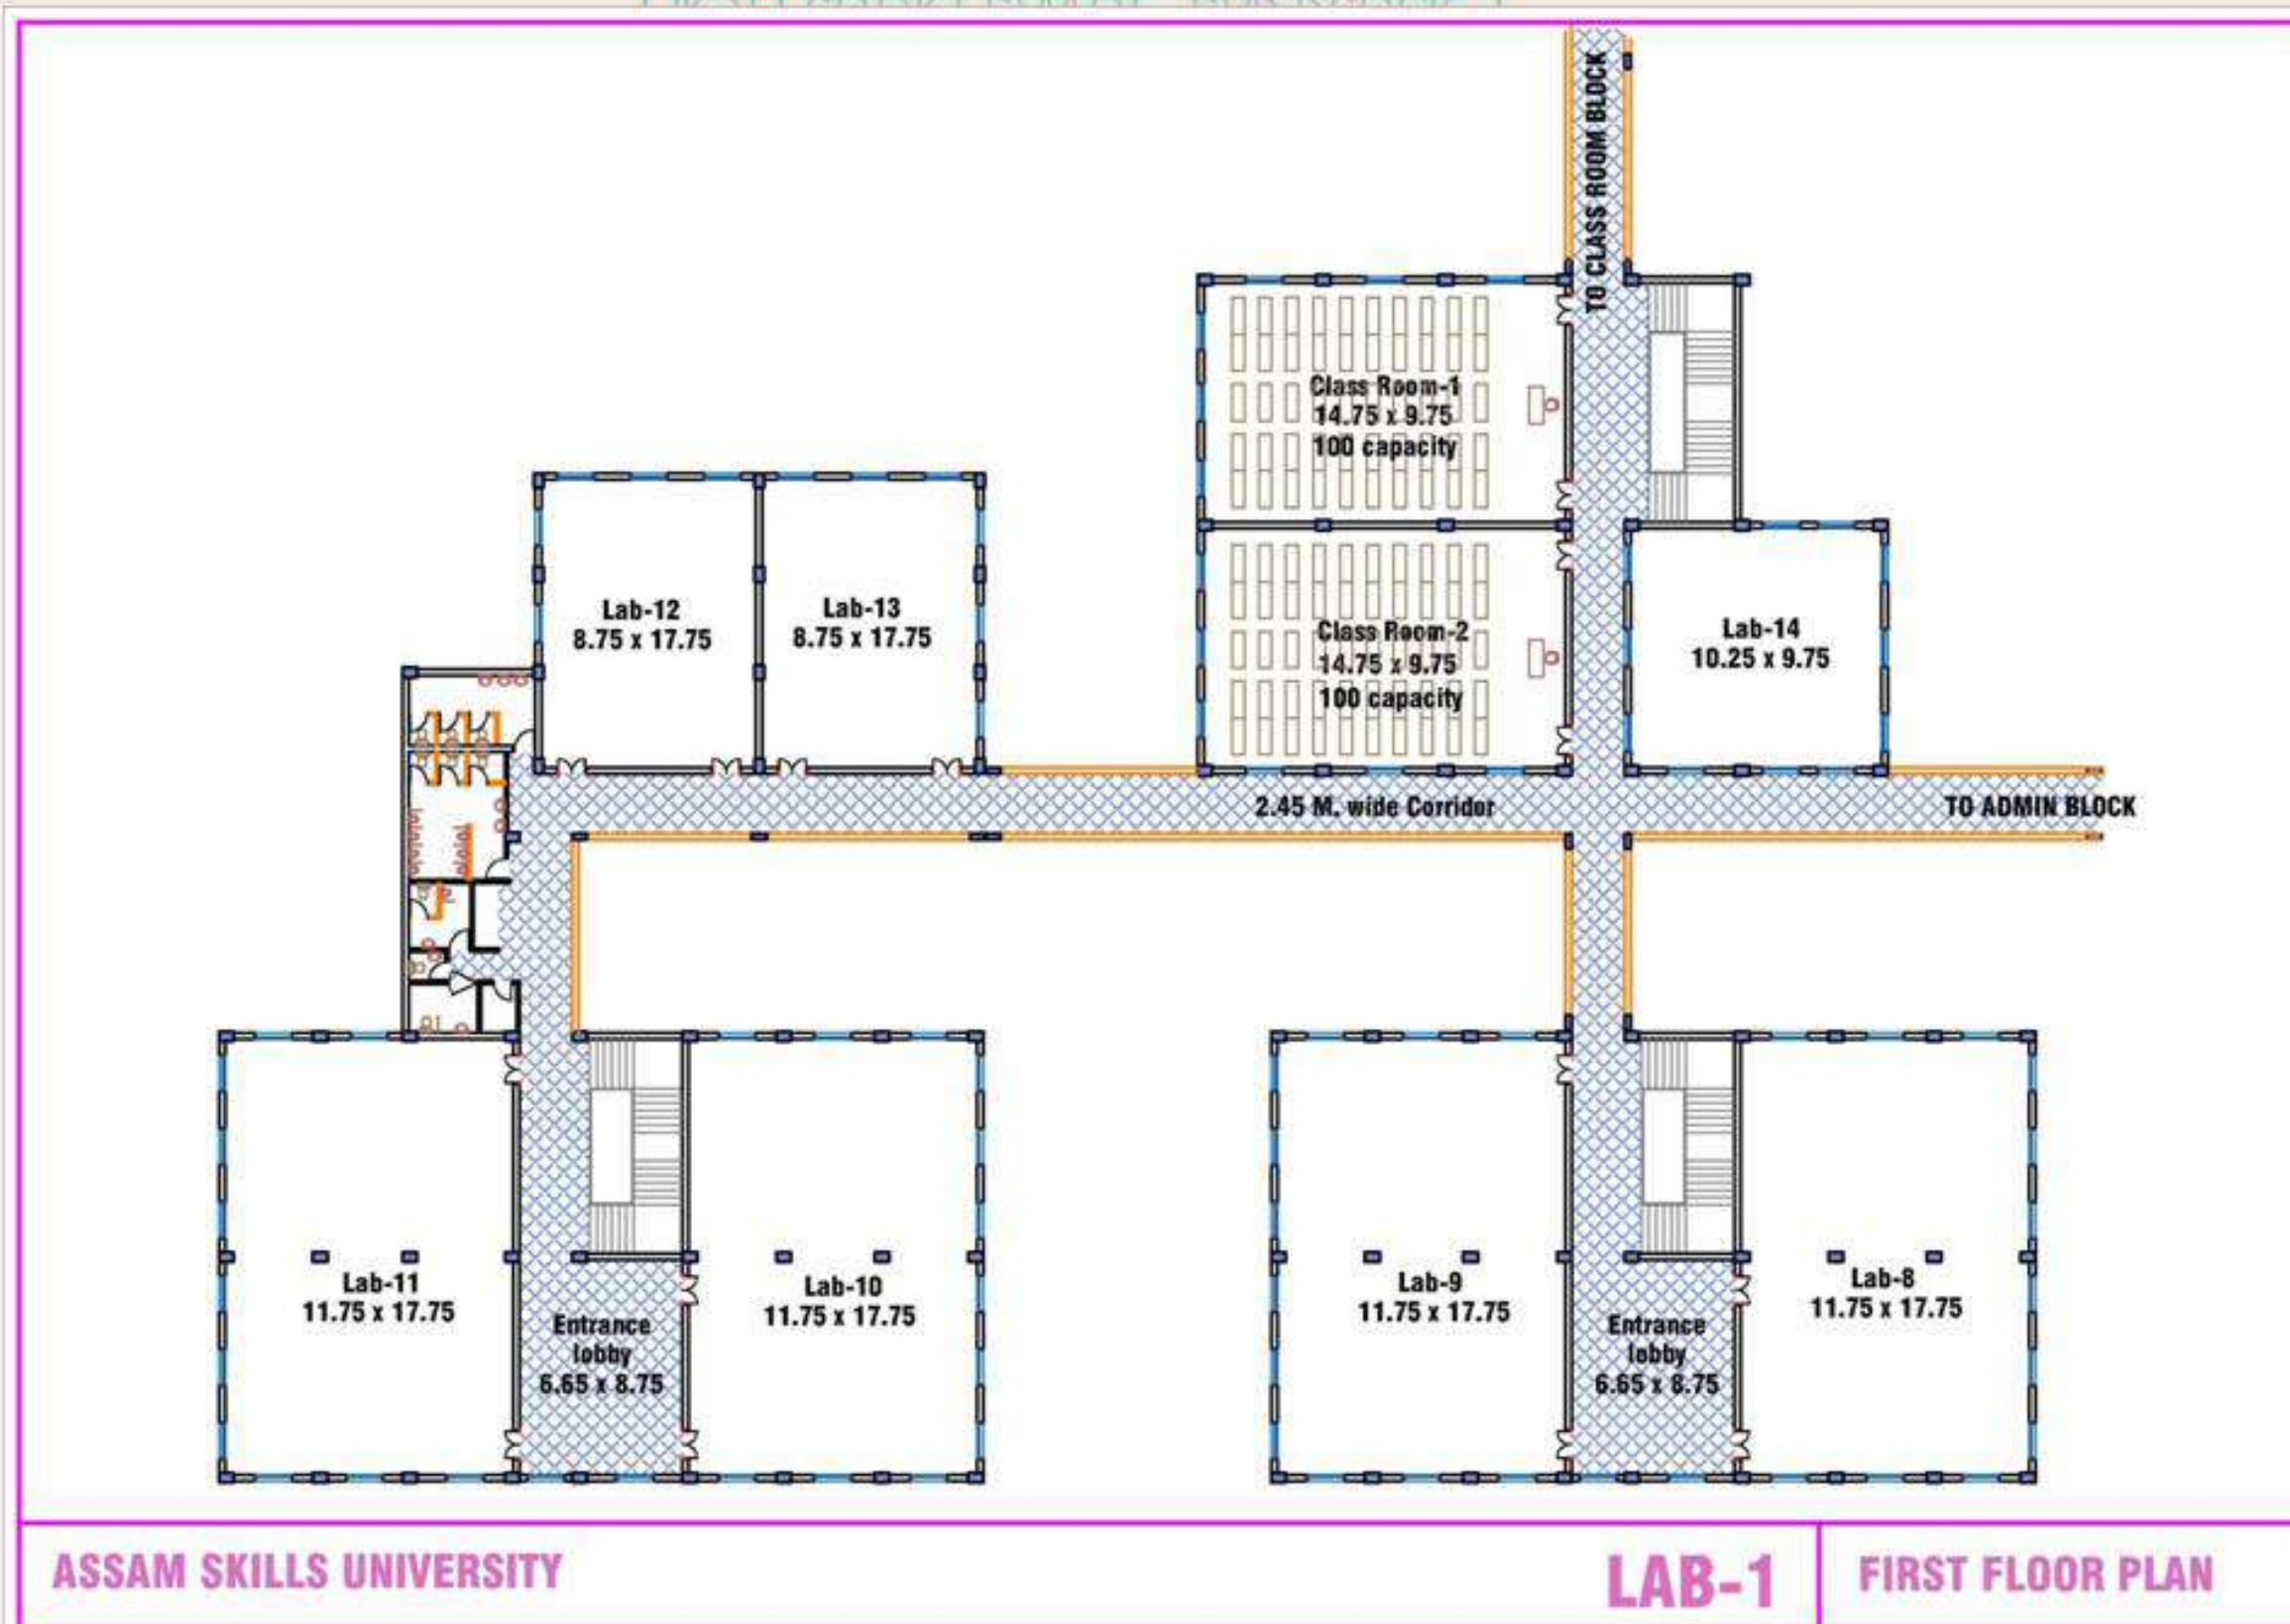 TO CLASS ROOM BLOCK
Class Room-1
14.75 x 9.75
100 capacity
Lab-12
8.75 x 17.75
Lab-13
8.75 x 17.75
Class Room-2
14.75 x 9.75
100 capacity
Lab-14
10.25 x 9.75
2.45 M. wide Corridor
TO ADMIN BLOCK
Lab-11
11.75 x 17.75
Entrance
lobby
6.65 x 8.75
Lab-10
11.75 x 17.75
Lab-9
11.75 x 17.75
Entrance
lobby
6.65 x 8.75
Lab-8
11.75 x 17.75
ASSAM SKILLS UNIVERSITY
LAB-1
FIRST FLOOR PLAN